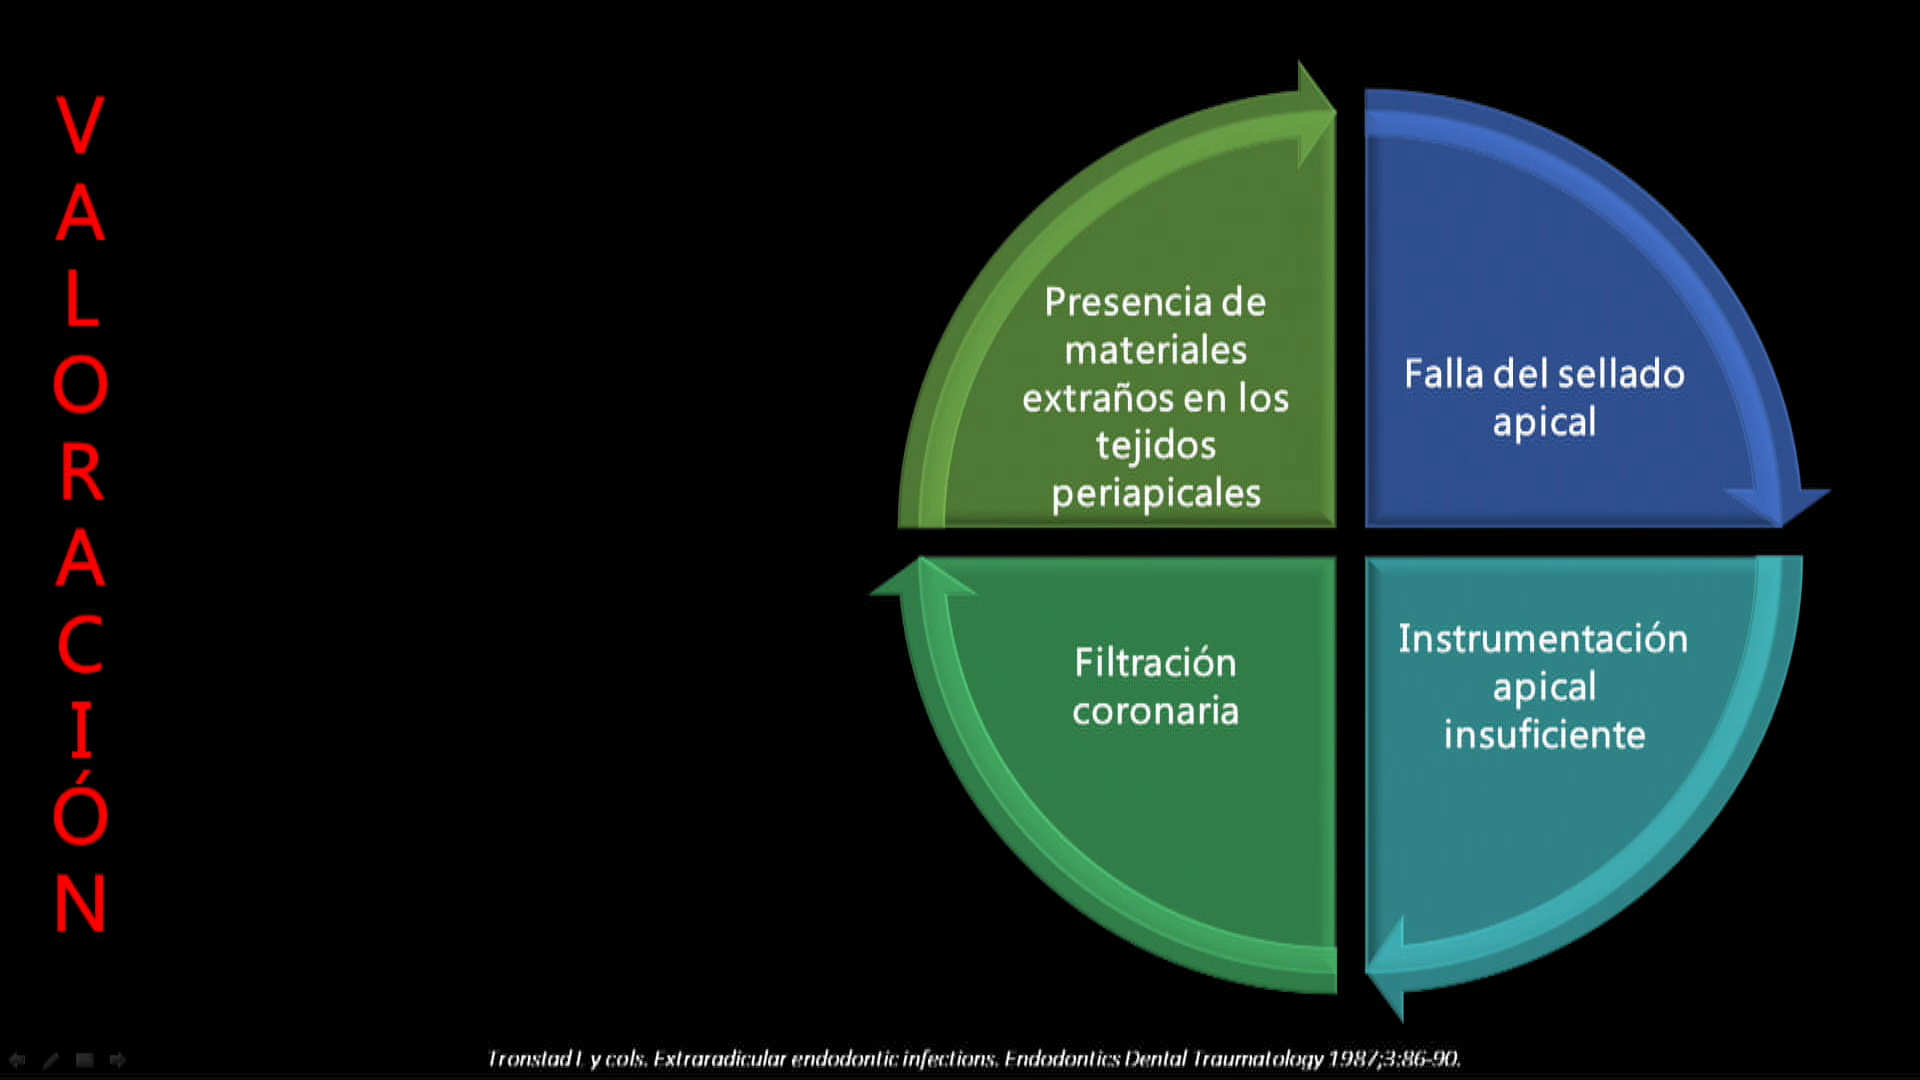 VALORACIÓN
Presencia de
materiales
extraños en los
tejidos
periapicales
Falla del sellado
apical
Filtración
coronaria
Instrumentación
apical
insuficiente
Tronstad L y cols. Extraradicular endodontic infections. Endodontics Dental Traumatology 1987;3:86-90.